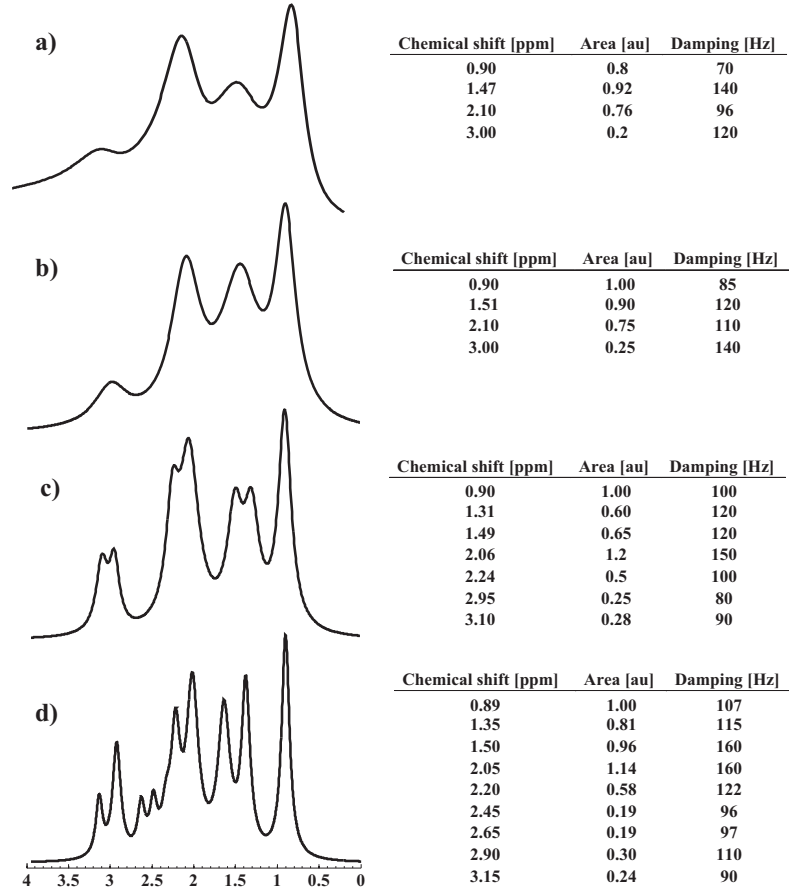 a)
Chemical shift [ppm] Area [au] Damping [Hz]
0.90 0.8 70
1.47 0.92 140
2.10 0.76 96
3.00 0.2 120
b)
Chemical shift [ppm] Area [au] Damping [Hz]
0.90 1.00 85
1.51 0.90 120
2.10 0.75 110
3.00 0.25 140
c)
Chemical shift [ppm] Area [au] Damping [Hz]
0.90 1.00 100
1.31 0.60 120
1.49 0.65 120
2.06 1.2 150
2.24 0.5 100
2.95 0.25 80
3.10 0.28 90
d)
Chemical shift [ppm] Area [au] Damping [Hz]
0.89 1.00 107
1.35 0.81 115
1.50 0.96 160
2.05 1.14 160
2.20 0.58 122
2.45 0.19 96
2.65 0.19 97
2.90 0.30 110
3.15 0.24 90
4 3.5 3 2.5 2 1.5 1 0.5 0